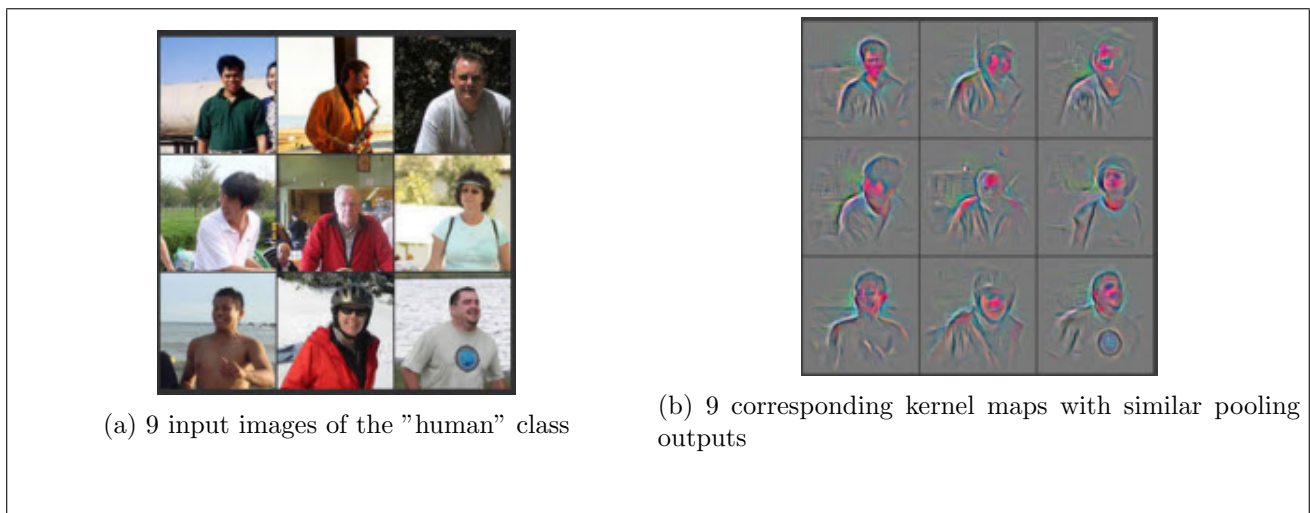 (a) 9 input images of the "human" class
(b) 9 corresponding kernel maps with similar pooling
outputs